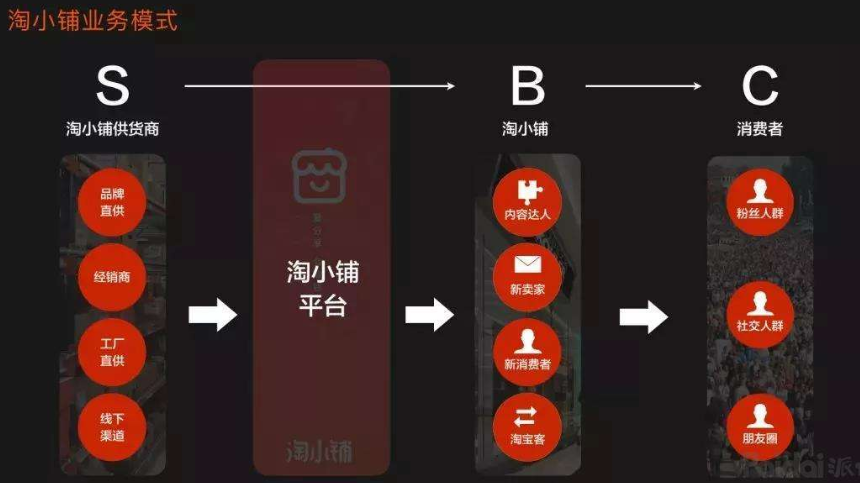 淘小铺业务模式
S
B
C
淘小铺供货商
淘小铺
消费者
品牌
直供
经销商
工厂
直供
线下
渠道
淘小铺
平台
淘小铺
内容达人
新卖家
新消费者
淘宝客
粉丝人群
社交人群
朋友圈